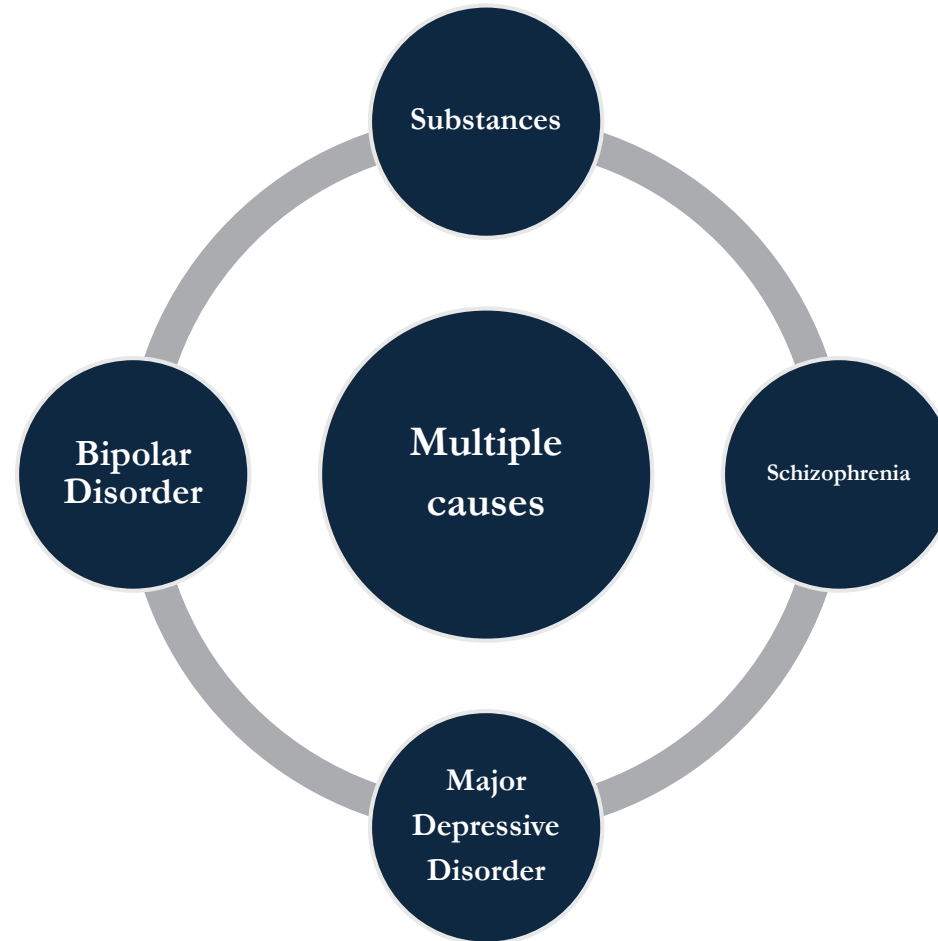 Substances
Bipolar
Disorder
Multiple
causes
Schizophrenia
Major
Depressive
Disorder